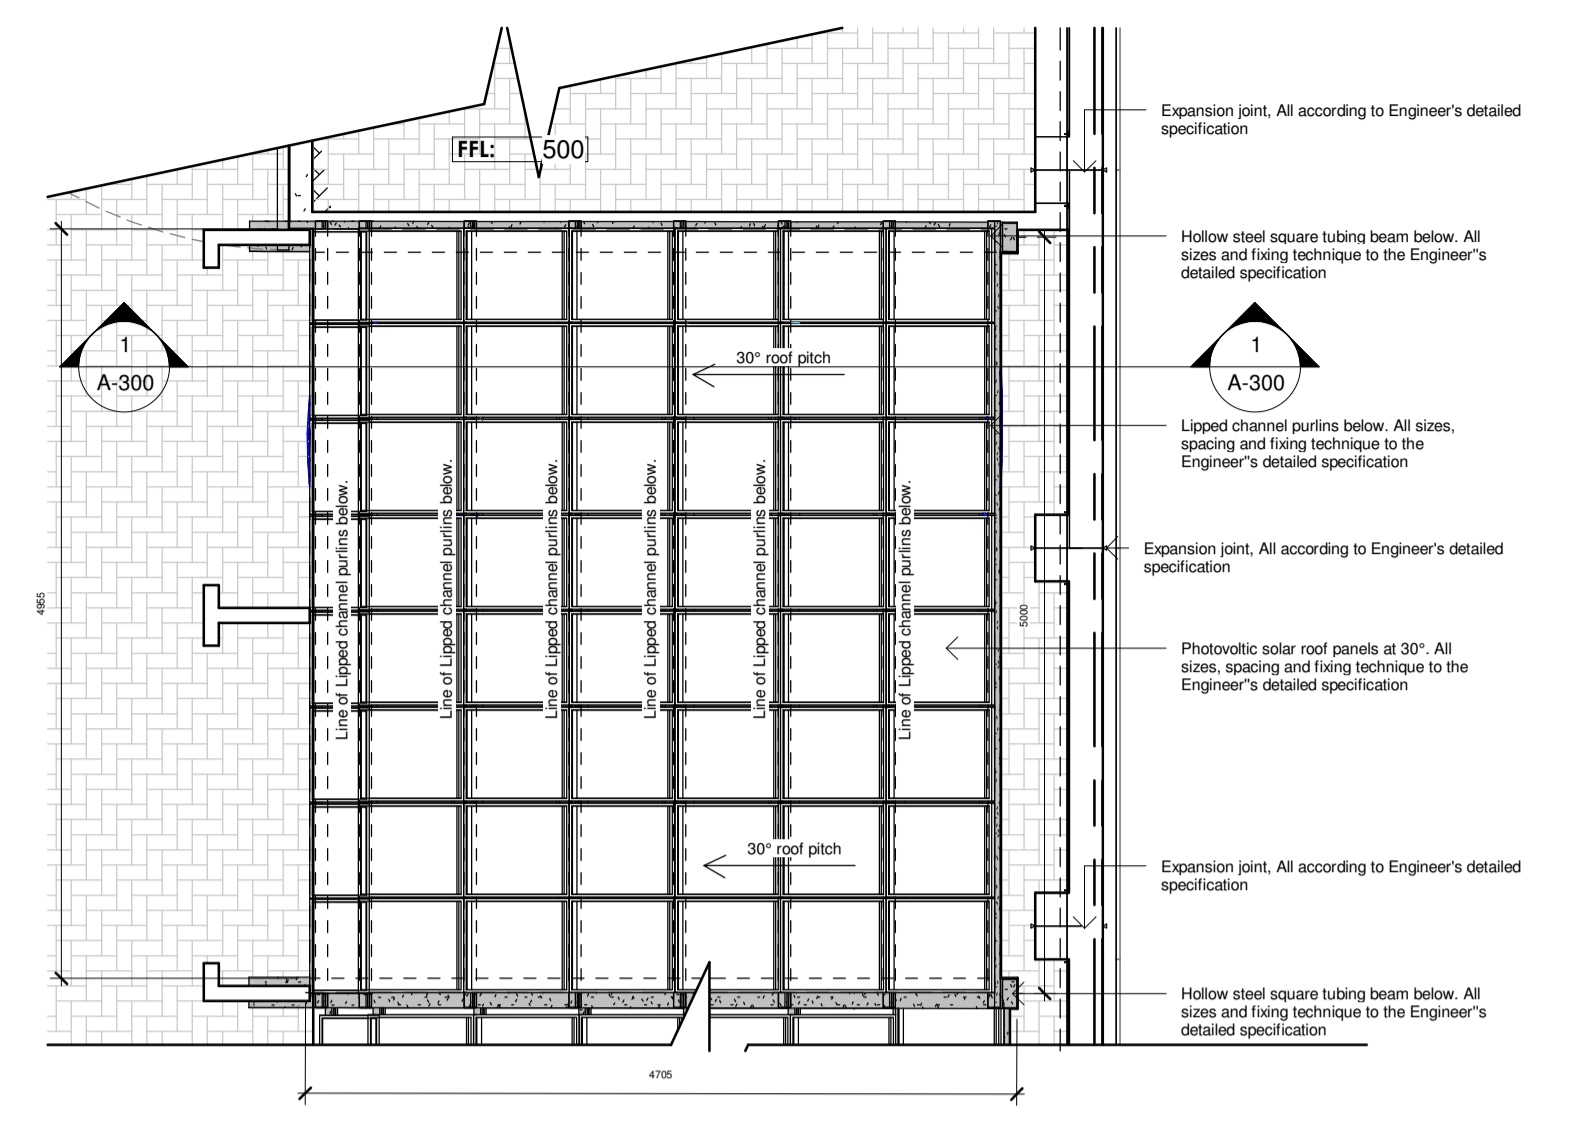 Expansion joint, All according to Engineer's detailed
specification
FFL: 500
Hollow steel square tubing beam below. All
sizes and fixing technique to the Engineer"s
detailed specification
1
A-300
1
A-300
30° roof pitch
Lipped channel purlins below. All sizes,
spacing and fixing technique to the
Engineer"s detailed specification
Line of Lipped channel purlins below.
Line of Lipped channel purlins below.
Line of Lipped channel purlins below.
Line of Lipped channel purlins below.
Line of Lipped channel purlins below.
Line of Lipped channel purlins below.
Expansion joint, All according to Engineer's detailed
specification
4955
5000
Photovoltic solar roof panels at 30°. All
sizes, spacing and fixing technique to the
Engineer"s detailed specification
30° roof pitch
Expansion joint, All according to Engineer's detailed
specification
Hollow steel square tubing beam below. All
sizes and fixing technique to the Engineer"s
detailed specification
4705